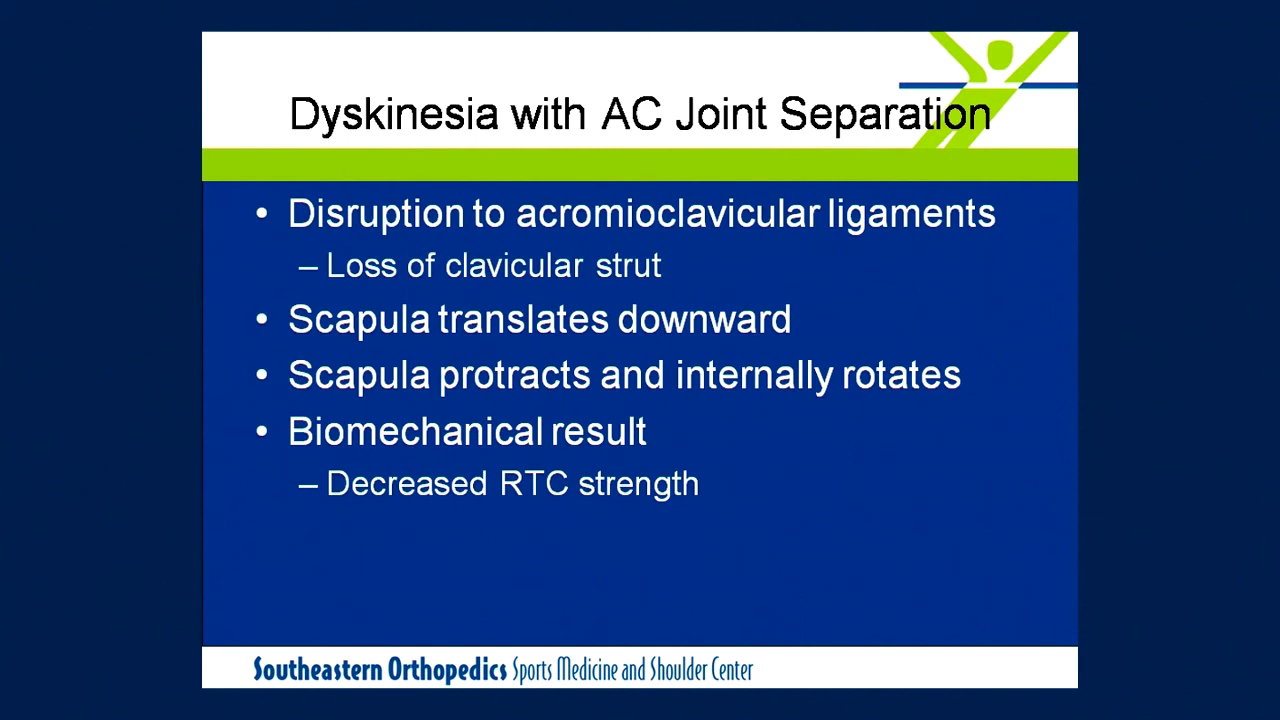 Dyskinesia with AC Joint Separation
• Disruption to acromioclavicular ligaments
– Loss of clavicular strut
• Scapula translates downward
• Scapula protracts and internally rotates
• Biomechanical result
– Decreased RTC strength
Southeastern Orthopedics Sports Medicine and Shoulder Center